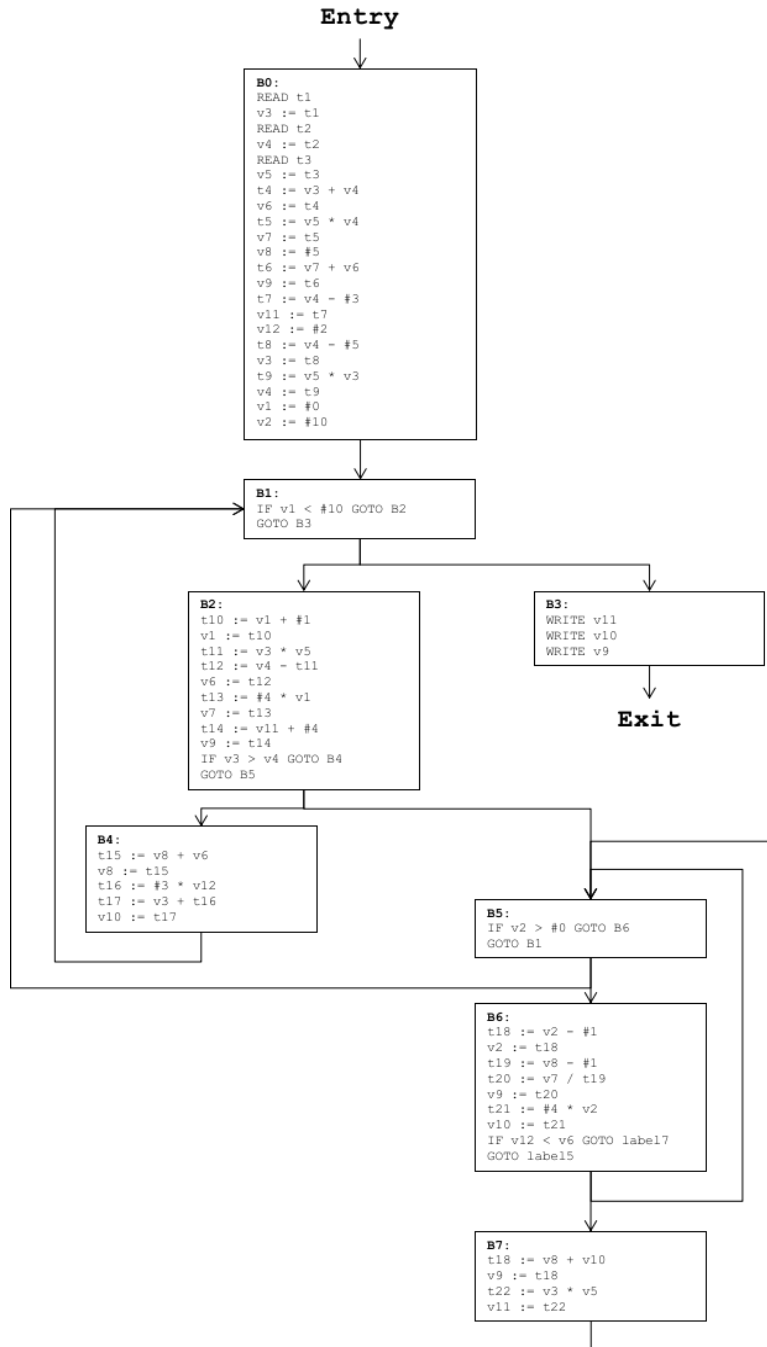 Entry
B0:
READ t1
v3 := t1
READ t2
v4 := t2
READ t3
v5 := t3
t4 := v3 + v4
v6 := t4
t5 := v5 * v4
v7 := t5
v8 := #5
t6 := v7 + v6
v9 := t6
t7 := v4 - #3
v11 := t7
v12 := #2
t8 := v4 - #5
v3 := t8
t9 := v5 * v3
v4 := t9
v1 := #0
v2 := #10
B1:
IF v1 < #10 GOTO B2
GOTO B3
B2:
t10 := v1 + #1
v1 := t10
t11 := v3 * v5
t12 := v4 - t11
v6 := t12
t13 := #4 * v1
v7 := t13
t14 := v11 + #4
v9 := t14
IF v3 > v4 GOTO B4
GOTO B5
B3:
WRITE v11
WRITE v10
WRITE v9
Exit
B4:
t15 := v8 + v6
v8 := t15
t16 := #3 * v12
t17 := v3 + t16
v10 := t17
B5:
IF v2 > #0 GOTO B6
GOTO B1
B6:
t18 := v2 - #1
v2 := t18
t19 := v8 - #1
t20 := v7 / t19
v9 := t20
t21 := #4 * v2
v10 := t21
IF v12 < v6 GOTO label7
GOTO label5
B7:
t18 := v8 + v10
v9 := t18
t22 := v3 * v5
v11 := t22